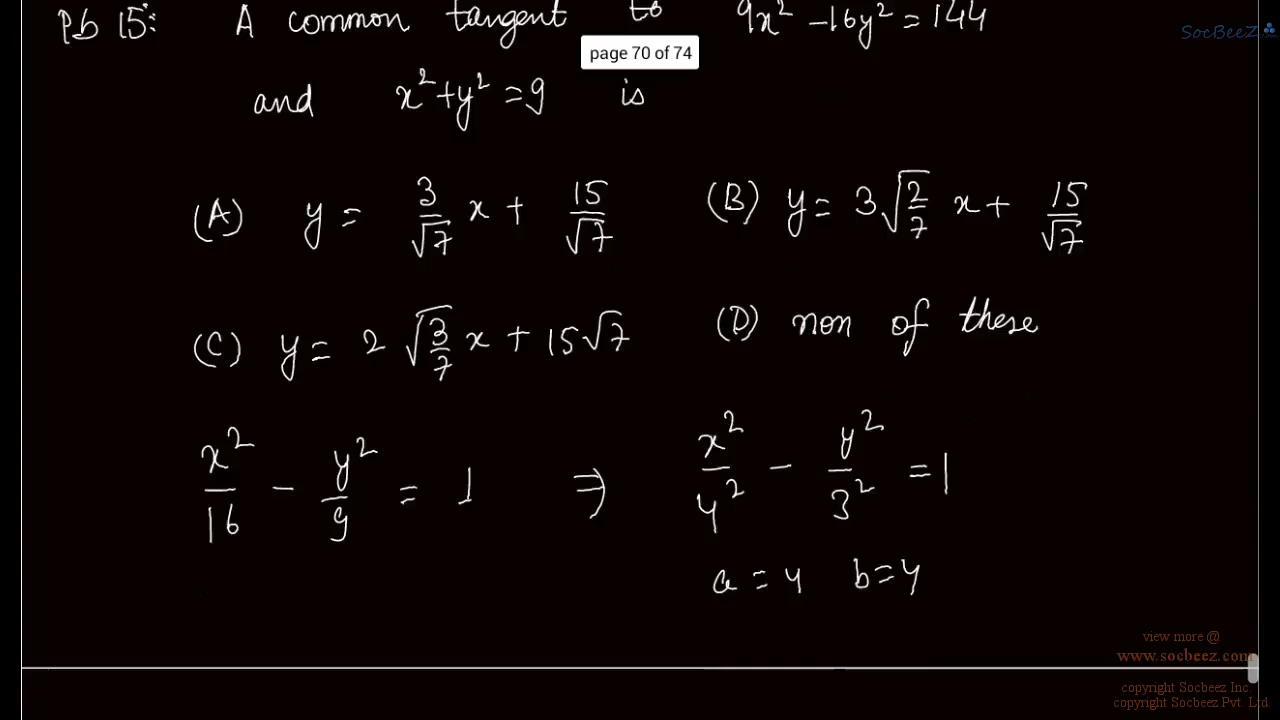 Pb 15: A common tangent to 9x² - 16y² = 144
SocBeeZ
page 70 of 74
and x² + y² = 9 is
(A) y = 3/√7 x + 15/√7 (B) y = 3√(2/7) x + 15/√7
(C) y = 2√(3/7) x + 15√7 (D) non of these
x²/16 - y²/9 = 1 ⇒ x²/4² - y²/3² = 1
a = 4 b = 4
view more @
www.socbeez.com
copyright Socbeez Inc.
copyright Socbeez Pvt. Ltd.